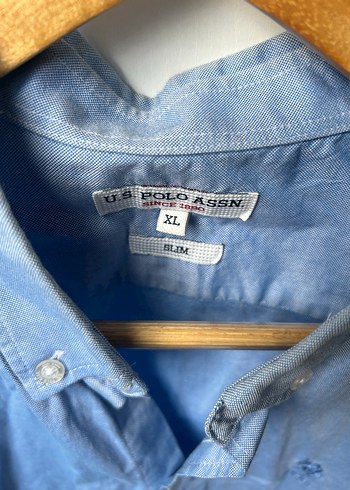 U.S. POLO ASSN.
SINCE 1890
XL
SLIM